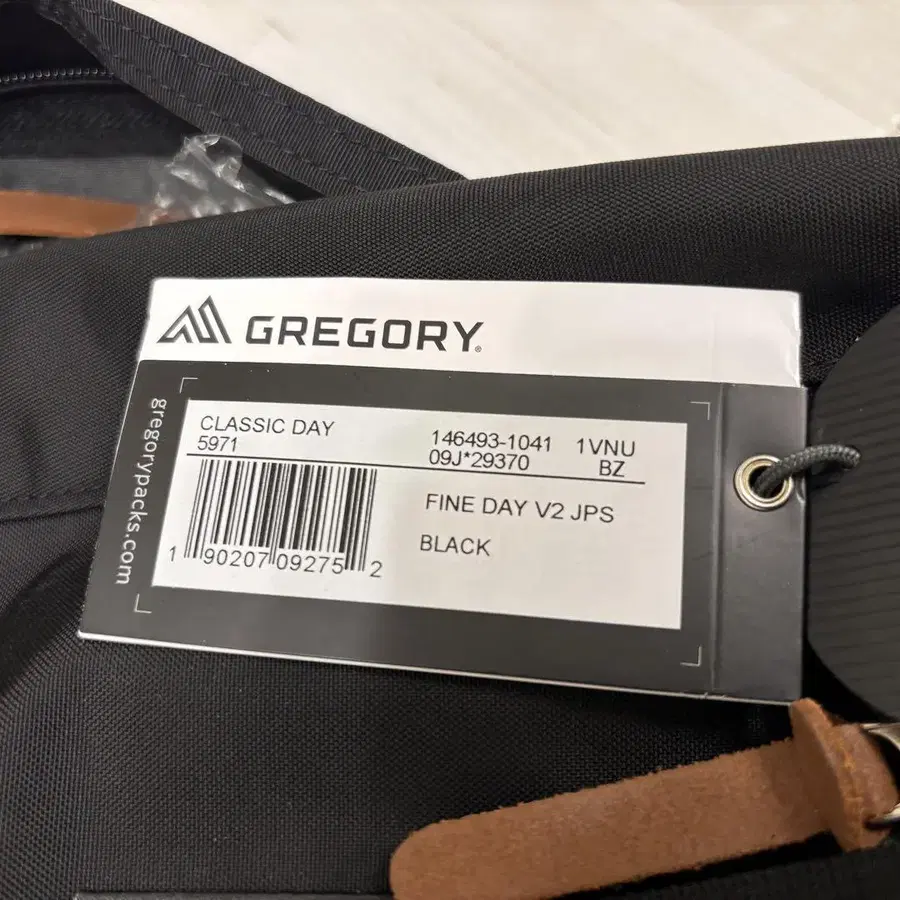 GREGORY
gregorypacks.com
CLASSIC DAY
5971
146493-1041 1VNU
09J*29370 BZ
FINE DAY V2 JPS
BLACK
1 90207 09275 2